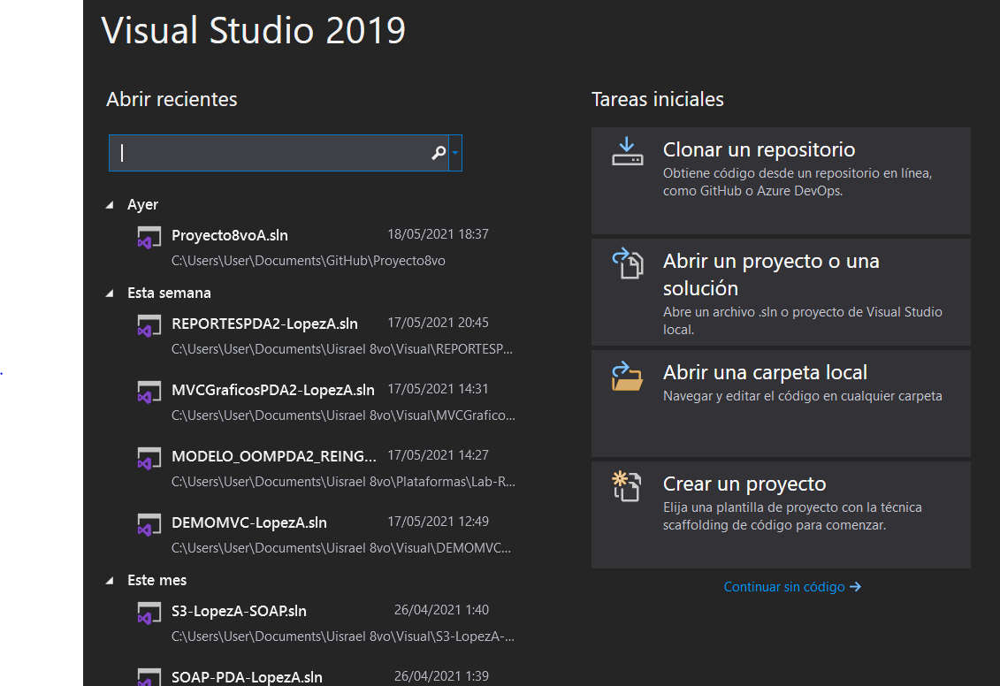 Visual Studio 2019
Abrir recientes
Ayer
Proyecto8voA.sln 18/05/2021 18:37
C:\Users\User\Documents\GitHub\Proyecto8vo
Esta semana
REPORTESPDA2-LopezA.sln 17/05/2021 20:45
C:\Users\User\Documents\Uisrael 8vo\Visual\REPORTESP...
MVCGraficosPDA2-LopezA.sln 17/05/2021 14:31
C:\Users\User\Documents\Uisrael 8vo\Visual\MVCGrafico...
MODELO_OOMPDA2_REING... 17/05/2021 14:27
C:\Users\User\Documents\Uisrael 8vo\Plataformas\Lab-R...
DEMOMVC-LopezA.sln 17/05/2021 12:49
C:\Users\User\Documents\Uisrael 8vo\Visual\DEMOMVC...
Este mes
S3-LopezA-SOAP.sln 26/04/2021 1:40
C:\Users\User\Documents\Uisrael 8vo\Visual\S3-LopezA-...
SOAP-PDA-LopezA.sln 26/04/2021 1:39
Tareas iniciales
Clonar un repositorio
Obtiene código desde un repositorio en línea,
como GitHub o Azure DevOps.
Abrir un proyecto o una
solución
Abre un archivo .sln o proyecto de Visual Studio
local.
Abrir una carpeta local
Navegar y editar el código en cualquier carpeta
Crear un proyecto
Elija una plantilla de proyecto con la técnica
scaffolding de código para comenzar.
Continuar sin código →